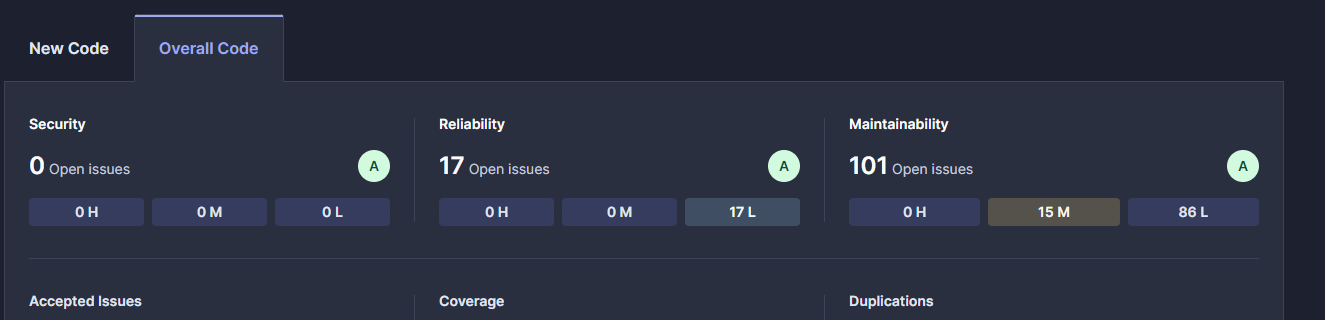 New Code Overall Code
Security Reliability Maintainability
0 Open issues A 17 Open issues A 101 Open issues A
0 H 0 M 0 L 0 H 0 M 17 L 0 H 15 M 86 L
Accepted Issues Coverage Duplications